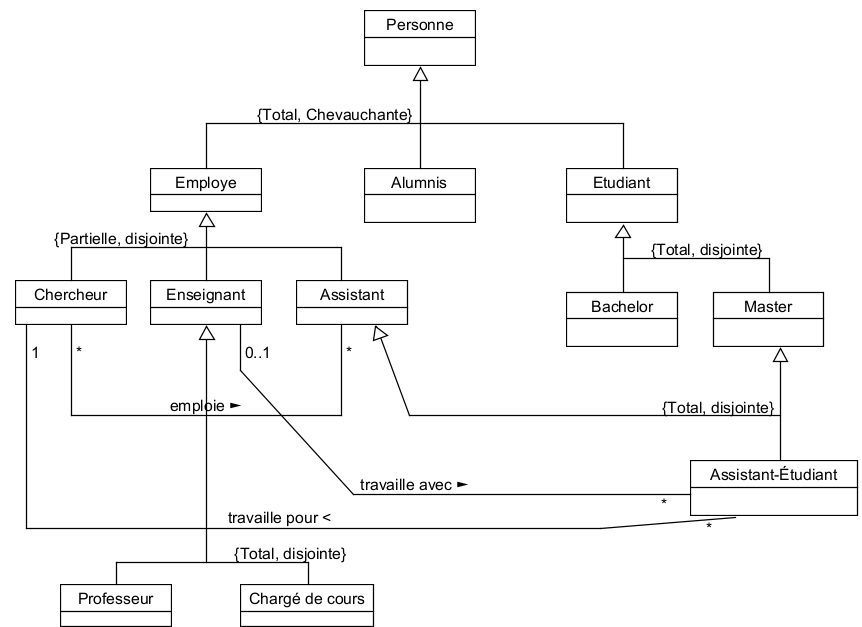 Personne
{Total, Chevauchante}
Employe
Alumnis
Etudiant
{Partielle, disjointe}
{Total, disjointe}
Chercheur
Enseignant
Assistant
Bachelor
Master
1
*
0..1
*
emploie ►
{Total, disjointe}
Assistant-Étudiant
travaille avec ►
*
travaille pour <
*
{Total, disjointe}
Professeur
Chargé de cours